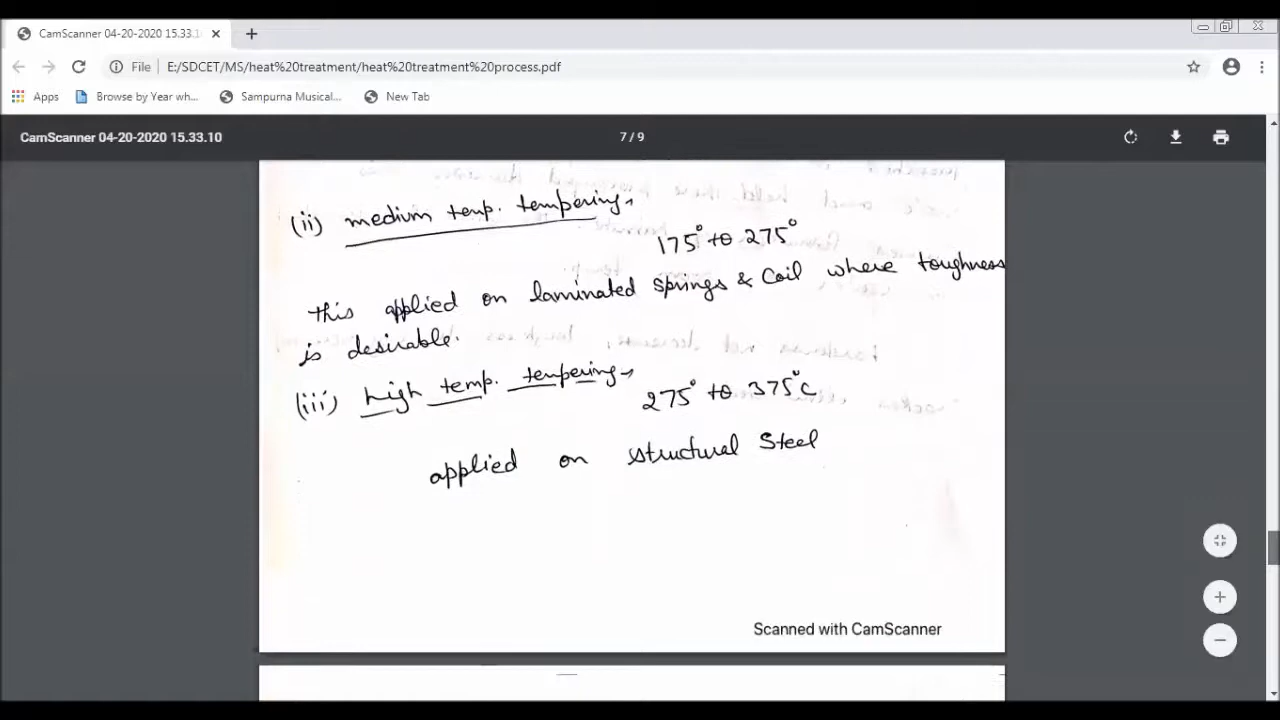 CamScanner 04-20-2020 15.33.1
File | E:/SDCET/MS/heat%20treatment/heat%20treatment%20process.pdf
Apps Browse by Year wh... Sampurna Musical... New Tab
CamScanner 04-20-2020 15.33.10 7 / 9
(ii) medium temp. tempering→
175° to 275°
This applied on laminated springs & Coil where toughness
is desirable.
(iii) high temp. tempering→
275° to 375°C
applied on structural Steel
Scanned with CamScanner